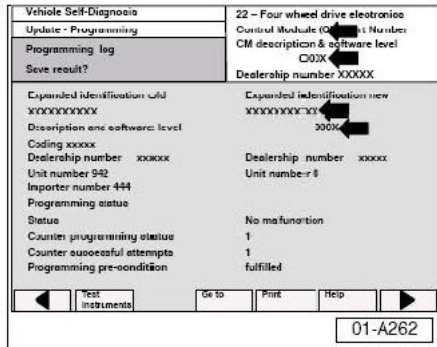 Vehicle Self-Diagnosis
Update - Programming
Programming log
Save result?
22 – Four wheel drive electronics
Control Module Number
CM description & software level
XXX
Dealership number XXXXX
Expanded identification old
XXXXXXXXXX
Description and software level
Coding xxxxx
Dealership number xxxxx
Unit number 942
Importer number 444
Programming status
Status
Counter programming status
Counter successful attempts
Programming pre-condition
Expanded indentification new
Dealership number xxxxx
Unit number 0
No malfunction
1
1
fulfilled
Test instruments
Go to
Print
Help
01-A262